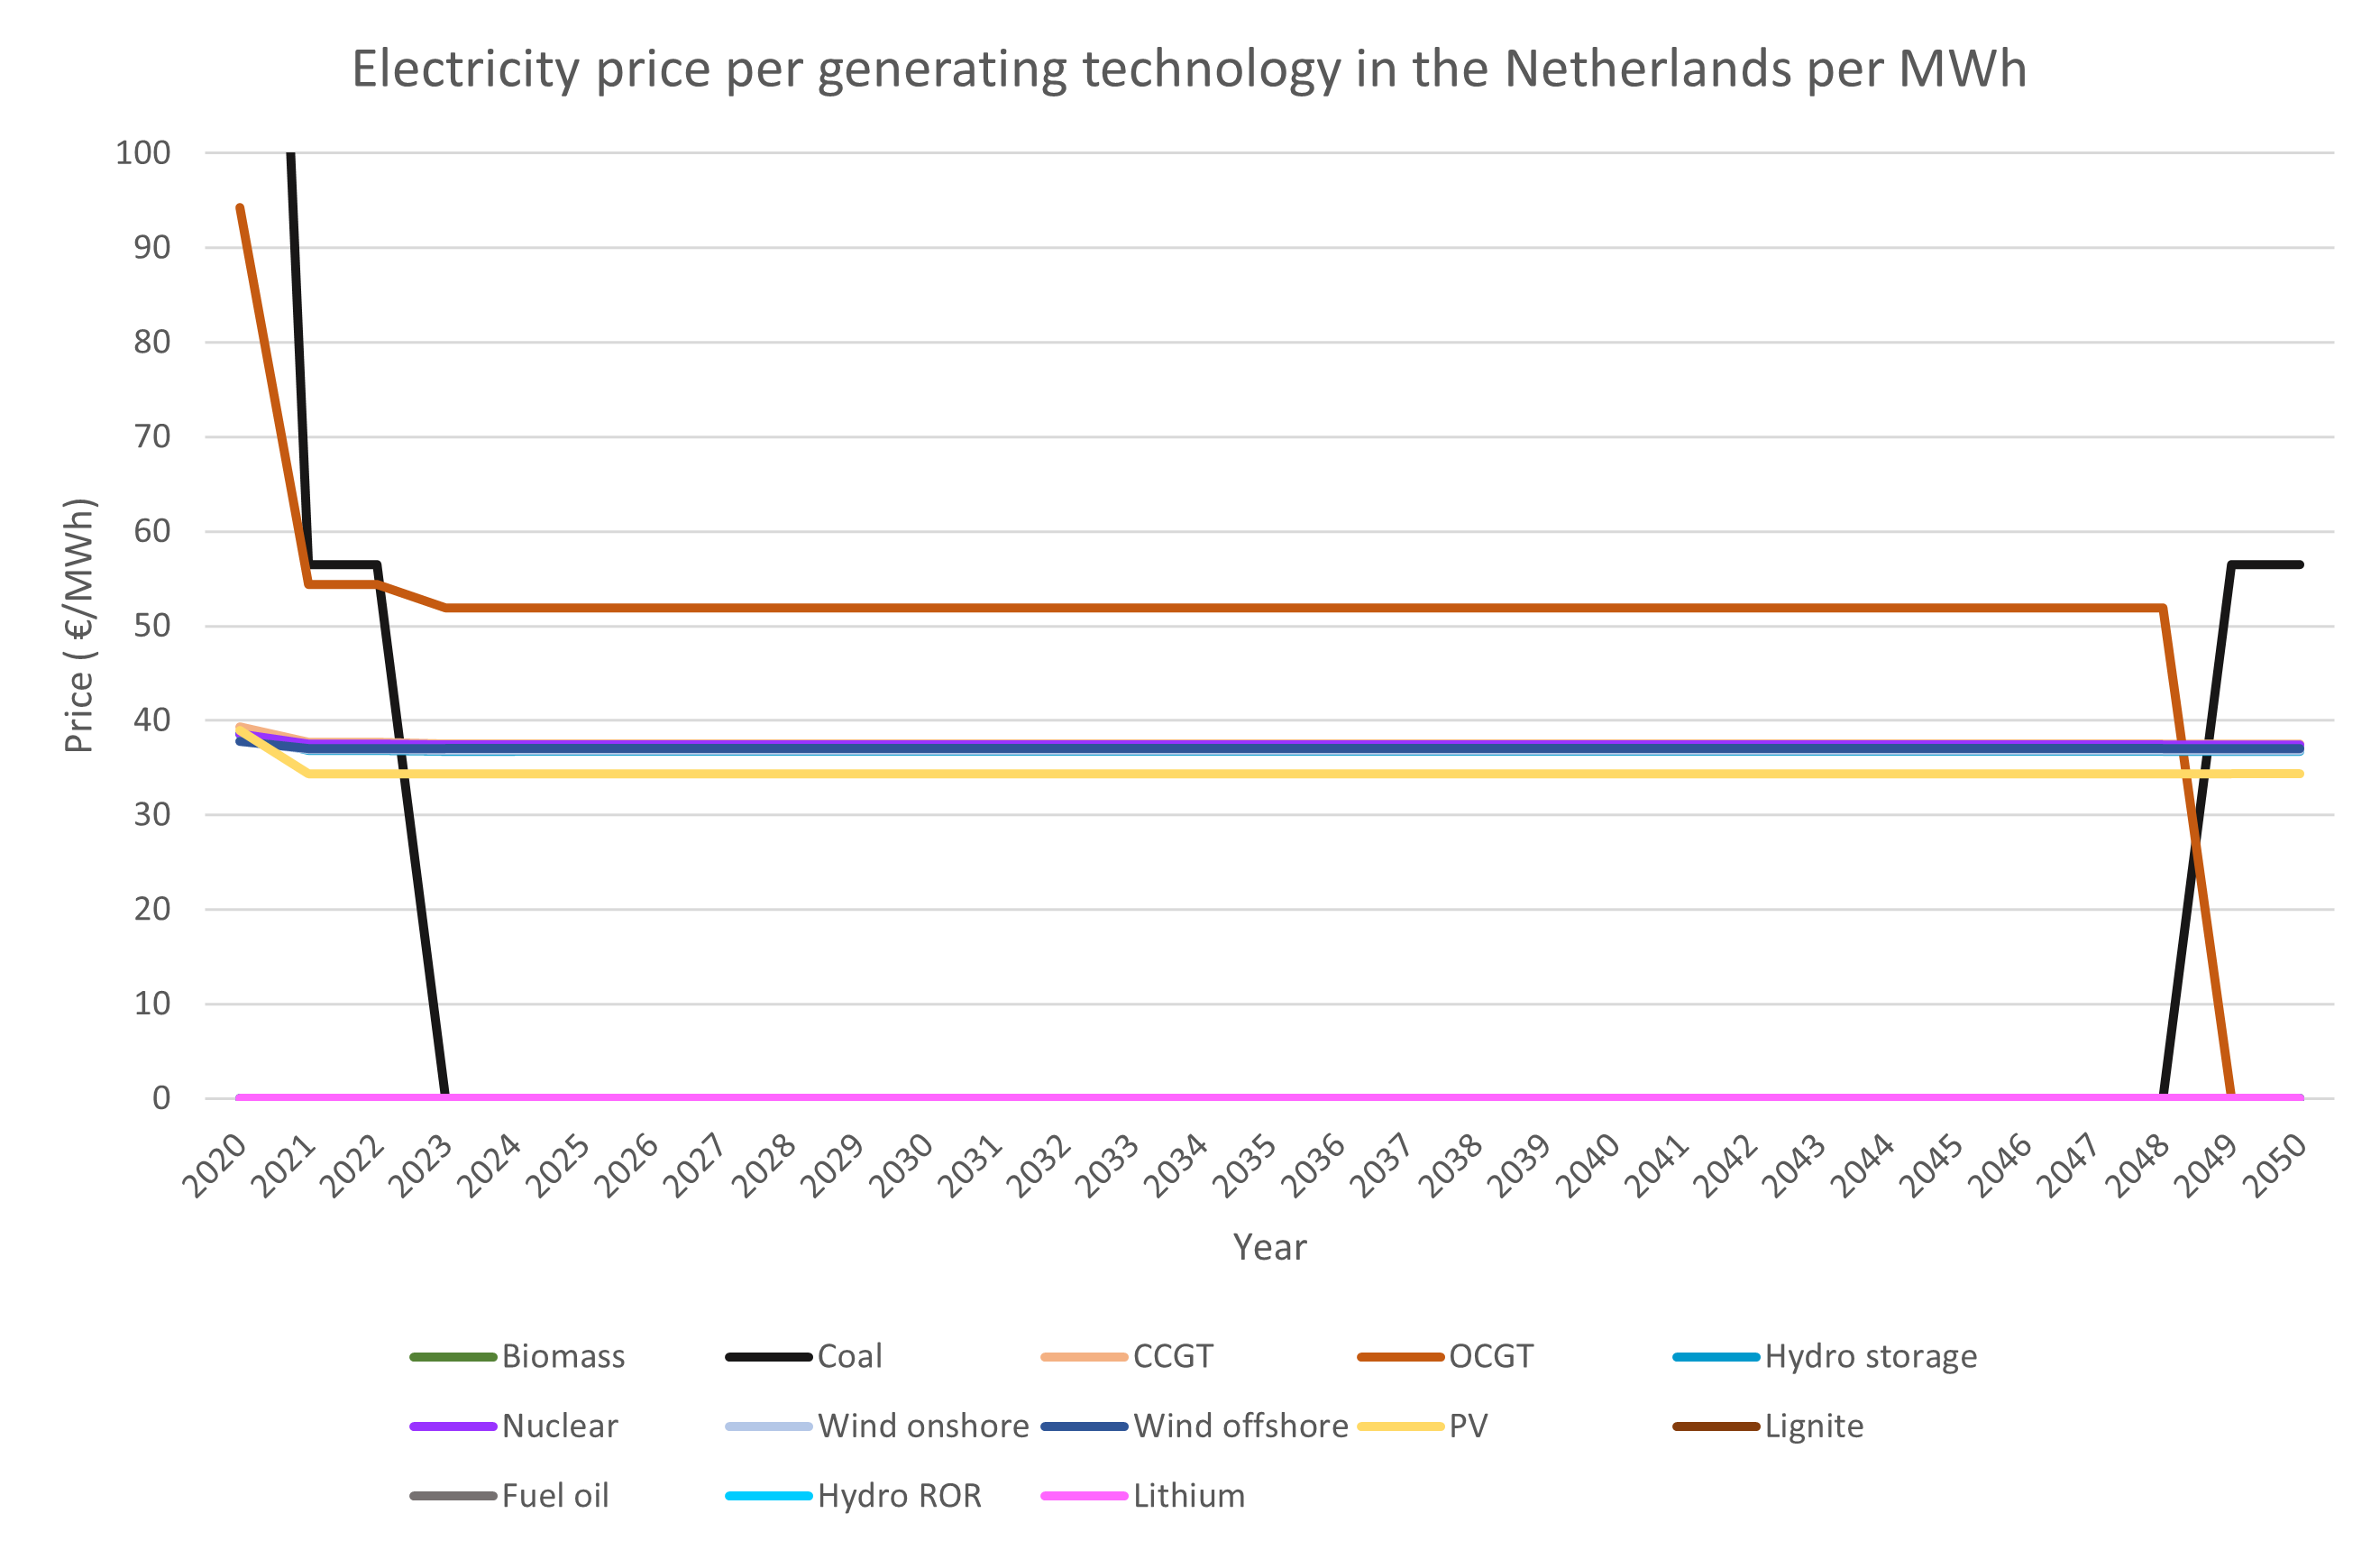 Electricity price per generating technology in the Netherlands per MWh
100
90
80
70
60
50
40
30
20
10
0
Price ( €/MWh)
2020 2021 2022 2023 2024 2025 2026 2027 2028 2029 2030 2031 2032 2033 2034 2035 2036 2037 2038 2039 2040 2041 2042 2043 2044 2045 2046 2047 2048 2049 2050
Year
Biomass Coal CCGT OCGT Hydro storage
Nuclear Wind onshore Wind offshore PV Lignite
Fuel oil Hydro ROR Lithium